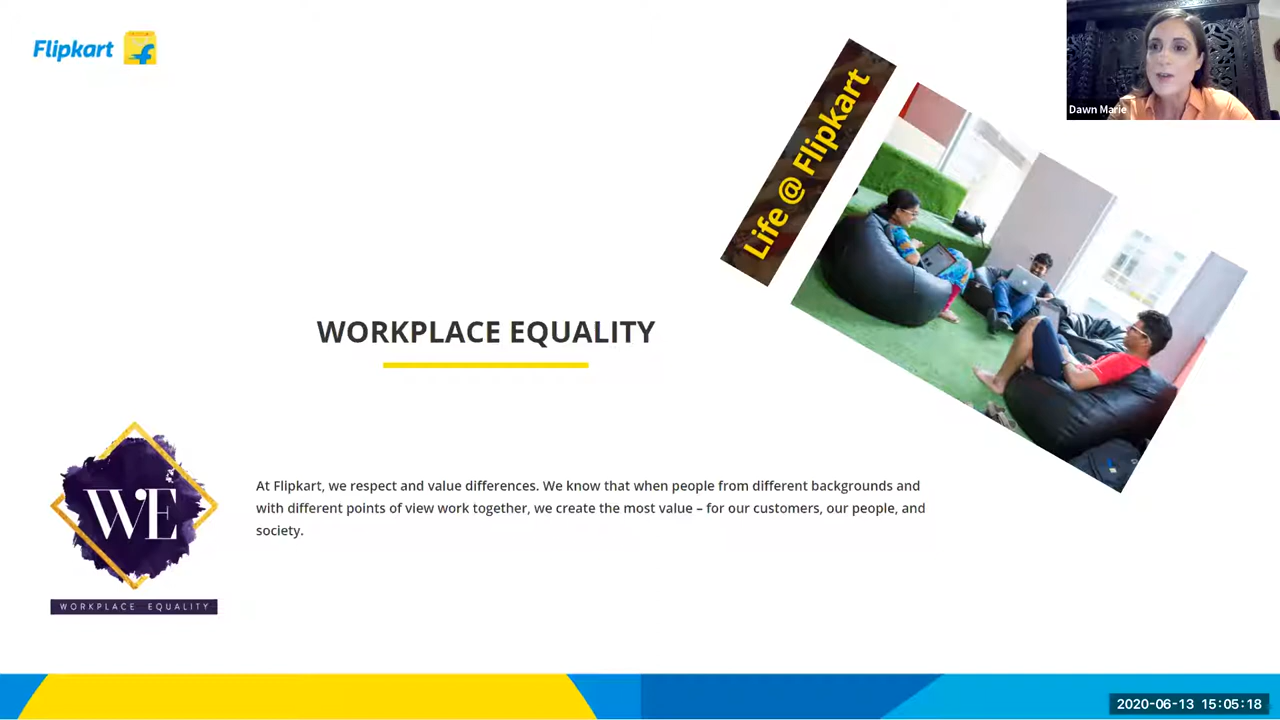 Flipkart
Dawn Marie
Life @ Flipkart
WORKPLACE EQUALITY
WE
At Flipkart, we respect and value differences. We know that when people from different backgrounds and
with different points of view work together, we create the most value – for our customers, our people, and
society.
WORKPLACE EQUALITY
2020-06-13 15:05:18